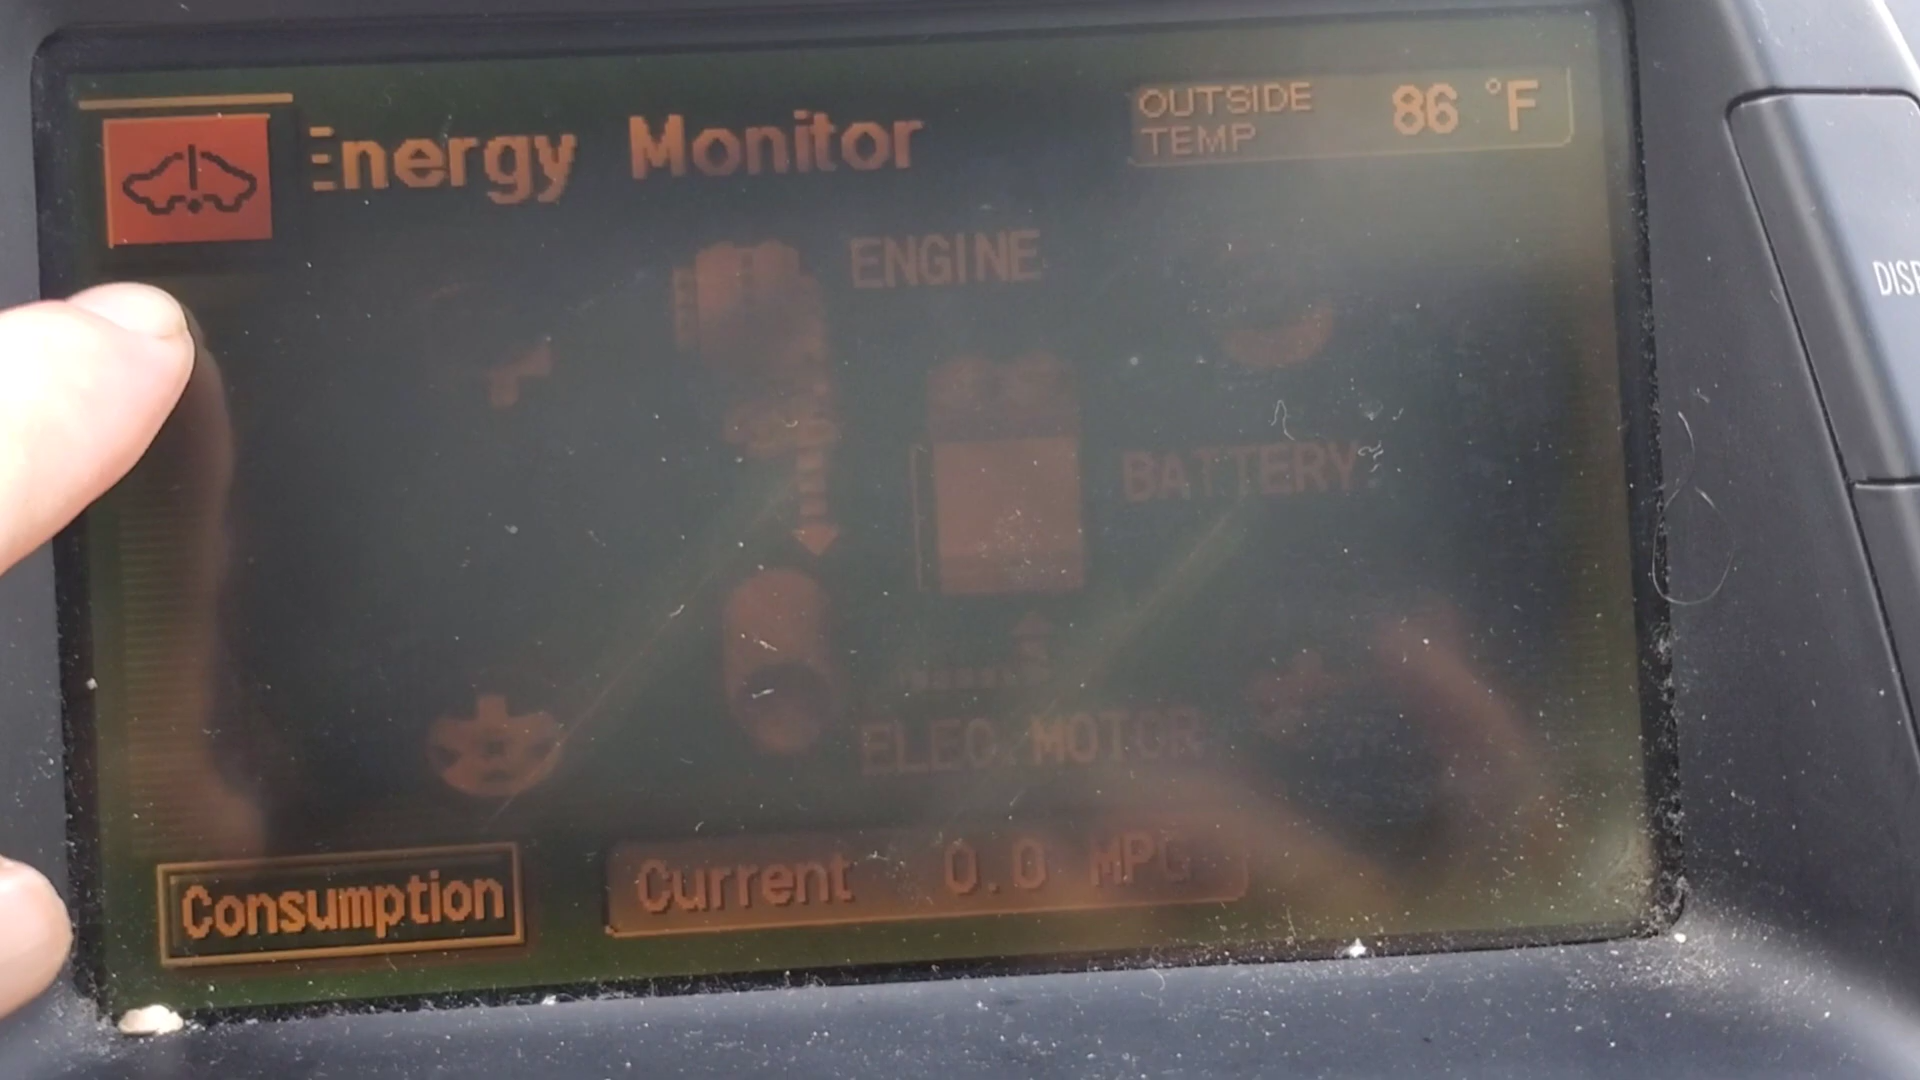 Energy Monitor
OUTSIDE
TEMP
86 °F
ENGINE
BATTERY
ELEC. MOTOR
Consumption
Current 0.0 MPG